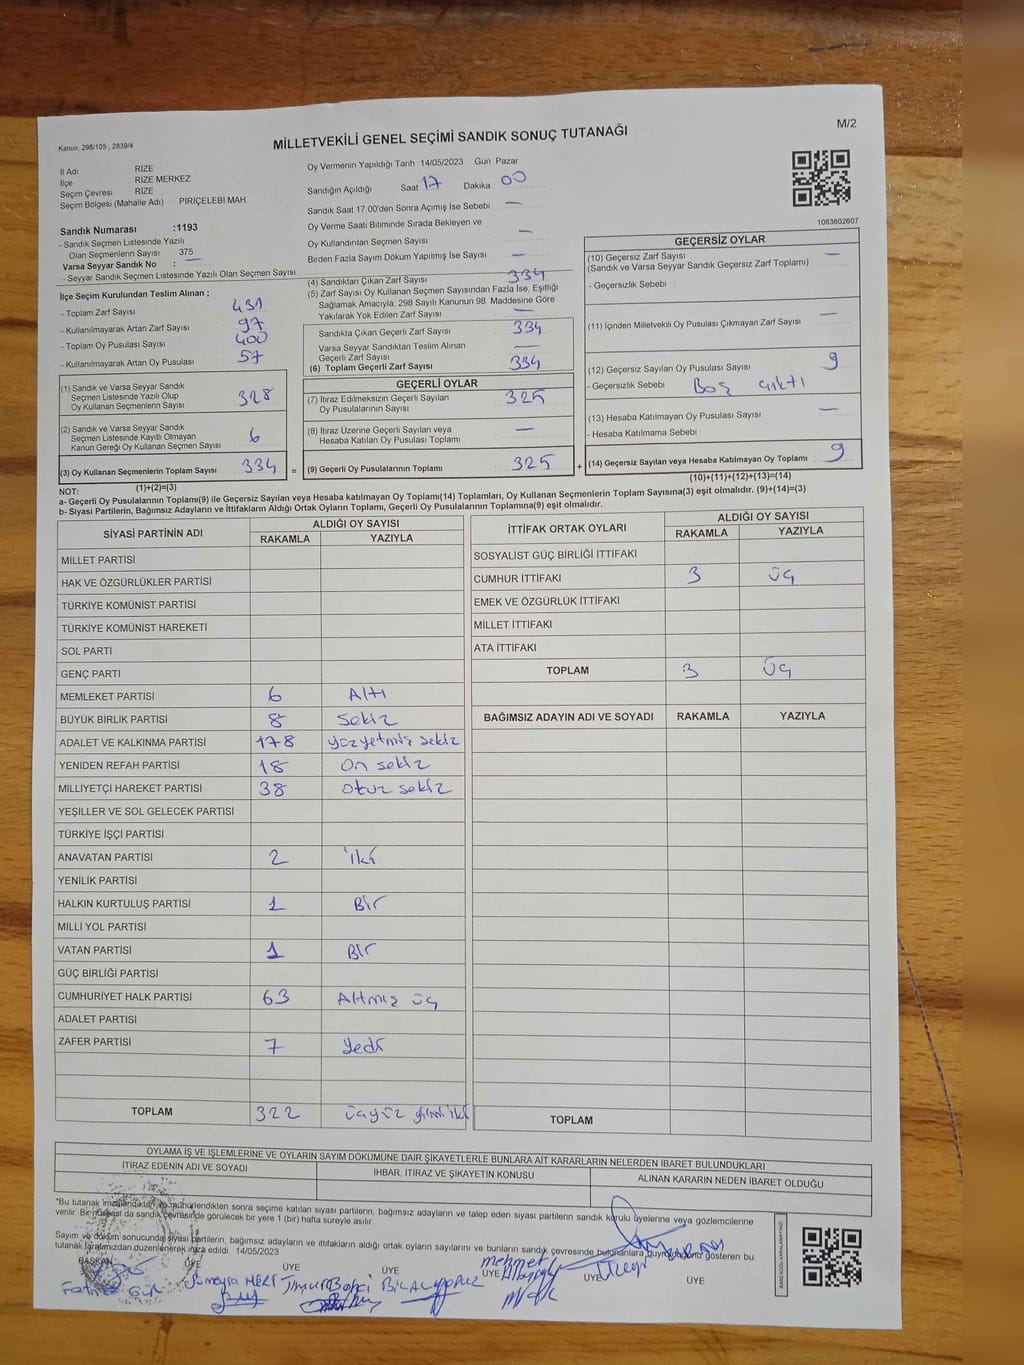 M/2
MİLLETVEKİLİ GENEL SEÇİMİ SANDIK SONUÇ TUTANAĞI
Kanun. 298/105 , 2839/4
İl Adı RİZE
İlçe RİZE MERKEZ
Seçim Çevresi RİZE
Seçim Bölgesi (Mahalle Adı) PİRİÇELEBİ MAH.
Sandık Numarası :1193
- Sandık Seçmen Listesinde Yazılı
Olan Seçmenlerin Sayısı 375
Varsa Seyyar Sandık No : —
- Seyyar Sandık Seçmen Listesinde Yazılı Olan Seçmen Sayısı
İlçe Seçim Kurulundan Teslim Alınan ;
- Toplam Zarf Sayısı 431
- Kullanılmayarak Artan Zarf Sayısı 97
- Toplam Oy Pusulası Sayısı 400
- Kullanılmayarak Artan Oy Pusulası 57
(1) Sandık ve Varsa Seyyar Sandık
Seçmen Listesinde Yazılı Olup
Oy Kullanan Seçmenlerin Sayısı 328
(2) Sandık ve Varsa Seyyar Sandık
Seçmen Listesinde Kayıtlı Olmayan
Kanun Gereği Oy Kullanan Seçmen Sayısı 6
(3) Oy Kullanan Seçmenlerin Toplam Sayısı 334 =
(1)+(2)=(3)
Oy Vermenin Yapıldığı Tarih 14/05/2023 Gün Pazar
Sandığın Açıldığı Saat 17 Dakika 00
Sandık Saat 17:00'den Sonra Açımış İse Sebebi —
Oy Verme Saati Bitiminde Sırada Bekleyen ve
Oy Kullandırılan Seçmen Sayısı —
Birden Fazla Sayım Döküm Yapılmış İse Sayısı —
(4) Sandıktan Çıkan Zarf Sayısı 334
(5) Zarf Sayısı Oy Kullanan Seçmen Sayısından Fazla İse, Eşitliği
Sağlamak Amacıyla, 298 Sayılı Kanunun 98. Maddesine Göre
Yakılarak Yok Edilen Zarf Sayısı —
Sandıkta Çıkan Geçerli Zarf Sayısı 334
Varsa Seyyar Sandıktan Teslim Alınan
Geçerli Zarf Sayısı —
(6) Toplam Geçerli Zarf Sayısı 334
GEÇERLİ OYLAR
(7) İtiraz Edilmeksizin Geçerli Sayılan
Oy Pusulalarının Sayısı 325
(8) İtiraz Üzerine Geçerli Sayılan veya
Hesaba Katılan Oy Pusulası Toplamı —
(9) Geçerli Oy Pusulalarının Toplamı 325 +
1083602607
GEÇERSİZ OYLAR
(10) Geçersiz Zarf Sayısı —
(Sandık ve Varsa Seyyar Sandık Geçersiz Zarf Toplamı)
- Geçersizlik Sebebi
(11) İçinden Milletvekili Oy Pusulası Çıkmayan Zarf Sayısı —
(12) Geçersiz Sayılan Oy Pusulası Sayısı 9
- Geçersizlik Sebebi Boş çıktı
(13) Hesaba Katılmayan Oy Pusulası Sayısı —
- Hesaba Katılmama Sebebi
(14) Geçersiz Sayılan veya Hesaba Katılmayan Oy Toplamı 9
(10)+(11)+(12)+(13)=(14)
NOT:
a- Geçerli Oy Pusulalarının Toplamı(9) ile Geçersiz Sayılan veya Hesaba katılmayan Oy Toplamı(14) Toplamları, Oy Kullanan Seçmenlerin Toplam Sayısına(3) eşit olmalıdır. (9)+(14)=(3)
b- Siyasi Partilerin, Bağımsız Adayların ve İttifakların Aldığı Ortak Oyların Toplamı, Geçerli Oy Pusulalarının Toplamına(9) eşit olmalıdır.
SİYASİ PARTİNİN ADI ALDIĞI OY SAYISI
RAKAMLA YAZIYLA
MİLLET PARTİSİ
HAK VE ÖZGÜRLÜKLER PARTİSİ
TÜRKİYE KOMÜNİST PARTİSİ
TÜRKİYE KOMÜNİST HAREKETİ
SOL PARTİ
GENÇ PARTİ
MEMLEKET PARTİSİ 6 Altı
BÜYÜK BİRLİK PARTİSİ 8 Sekiz
ADALET VE KALKINMA PARTİSİ 178 yüzyetmiş sekiz
YENİDEN REFAH PARTİSİ 18 On sekiz
MİLLİYETÇİ HAREKET PARTİSİ 38 Otuz sekiz
YEŞİLLER VE SOL GELECEK PARTİSİ
TÜRKİYE İŞÇİ PARTİSİ
ANAVATAN PARTİSİ 2 iki
YENİLİK PARTİSİ
HALKIN KURTULUŞ PARTİSİ 1 Bir
MİLLİ YOL PARTİSİ
VATAN PARTİSİ 1 Bir
GÜÇ BİRLİĞİ PARTİSİ
CUMHURİYET HALK PARTİSİ 63 Altmış üç
ADALET PARTİSİ
ZAFER PARTİSİ 7 Yedi
TOPLAM 322 üçyüz yirmi iki
İTTİFAK ORTAK OYLARI ALDIĞI OY SAYISI
RAKAMLA YAZIYLA
SOSYALİST GÜÇ BİRLİĞİ İTTİFAKI
CUMHUR İTTİFAKI 3 üç
EMEK VE ÖZGÜRLÜK İTTİFAKI
MİLLET İTTİFAKI
ATA İTTİFAKI
TOPLAM 3 Üç
BAĞIMSIZ ADAYIN ADI VE SOYADI RAKAMLA YAZIYLA
TOPLAM
OYLAMA İŞ VE İŞLEMLERİNE VE OYLARIN SAYIM DÖKÜMÜNE DAİR ŞİKAYETLERLE BUNLARA AİT KARARLARIN NELERDEN İBARET BULUNDUKLARI
İTİRAZ EDENİN ADI VE SOYADI İHBAR, İTİRAZ VE ŞİKAYETİN KONUSU ALINAN KARARIN NEDEN İBARET OLDUĞU
"Bu tutanak imzalandıktan ve mühürlendikten sonra seçime katılan siyasi partilerin, bağımsız adayların ve talep eden siyasi partilerin sandık kurulu üyelerine veya gözlemcilerine
verilir. Bir nüshası da sandık çevresinde görülecek bir yere 1 (bir) hafta süreyle asılır.
Sayım ve döküm sonucunda siyasi partilerin, bağımsız adayların ve ittifakların aldığı ortak oyların sayılarını ve bunların sandık çevresinde bulunanlara duyrulduğunu gösteren bu
tutanak tarafımızdan düzenlenerek imza edildi. 14/05/2023
BAŞKAN ÜYE ÜYE ÜYE ÜYE ÜYE ÜYE